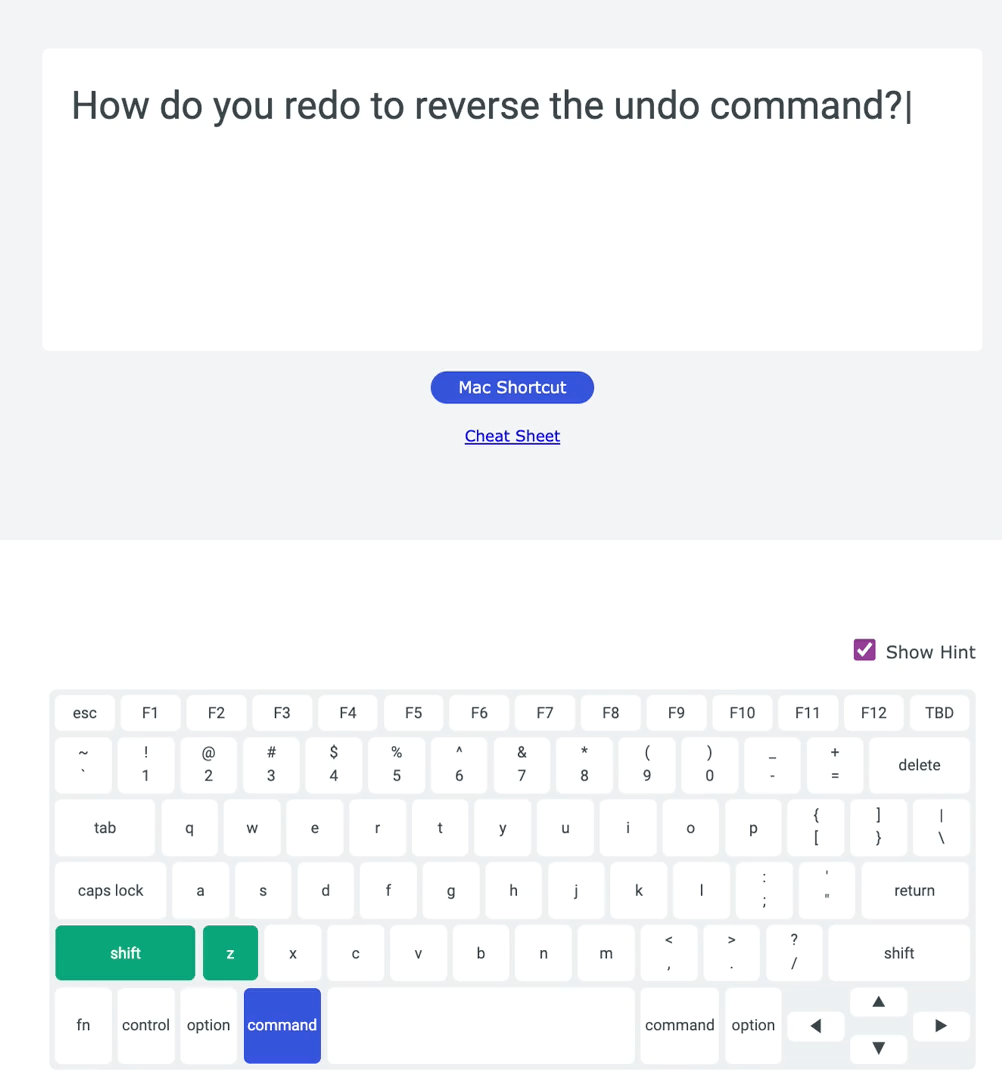 How do you redo to reverse the undo command?|
Mac Shortcut
Cheat Sheet
Show Hint
esc F1 F2 F3 F4 F5 F6 F7 F8 F9 F10 F11 F12 TBD
~ ! @ # $ % ^ & * ( ) _ +
` 1 2 3 4 5 6 7 8 9 0 - = delete
tab q w e r t y u i o p { ] |
[ } \
caps lock a s d f g h j k l : ' return
; "
shift z x c v b n m < > ? shift
, . /
fn control option command command option ◀ ▲ ▼ ▶